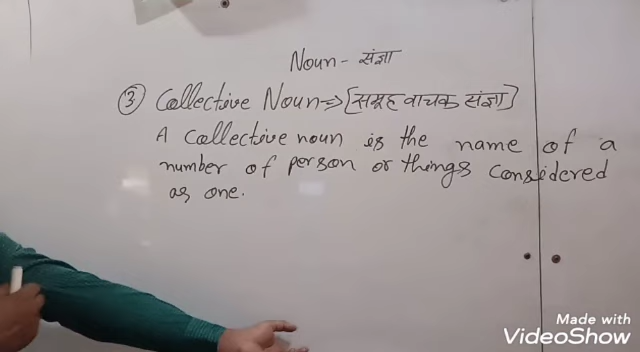 Noun - संज्ञा
③ Collective Noun ⇒ [समूह वाचक संज्ञा]
A Collective noun is the name of a
number of person or things considered
as one.
Made with
VideoShow